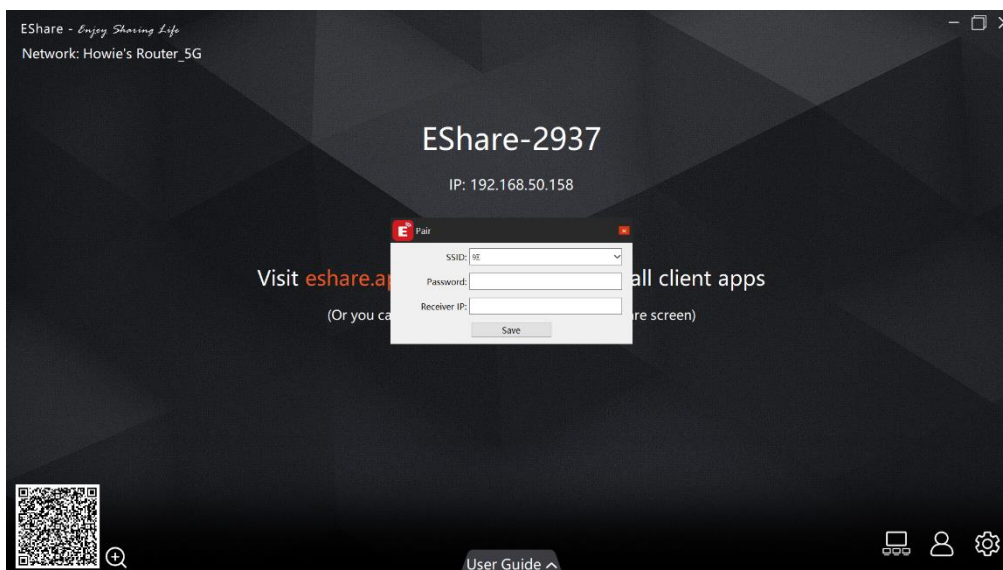 EShare - Enjoy Sharing Life
Network: Howie's Router_5G
EShare-2937
IP: 192.168.50.158
E Pair
SSID:
Password:
Receiver IP:
Save
Visit eshare.a all client apps
(Or you ca re screen)
User Guide